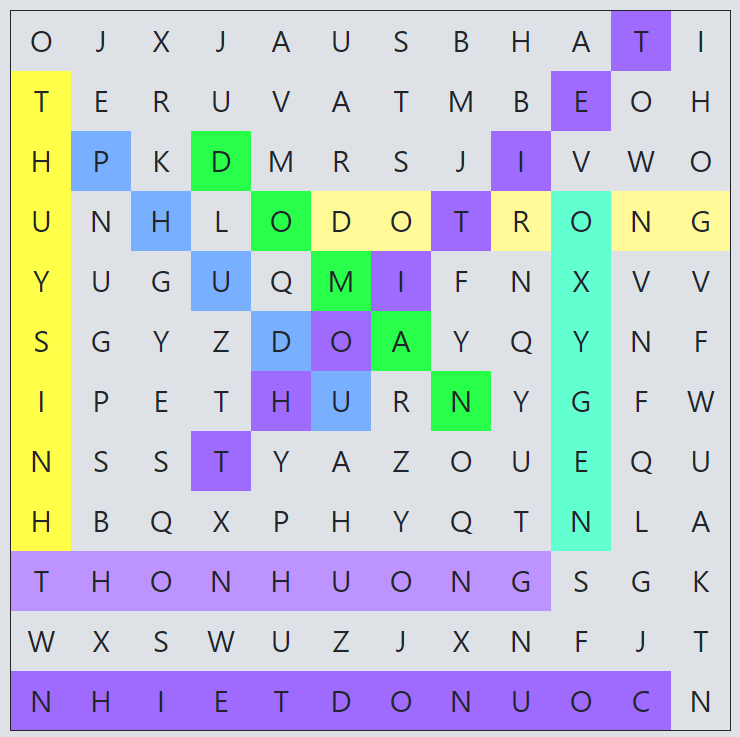 O J X J A U S B H A T I
T E R U V A T M B E O H
H P K D M R S J I V W O
U N H L O D O T R O N G
Y U G U Q M I F N X V V
S G Y Z D O A Y Q Y N F
I P E T H U R N Y G F W
N S S T Y A Z O U E Q U
H B Q X P H Y Q T N L A
T H O N H U O N G S G K
W X S W U Z J X N F J T
N H I E T D O N U O C N